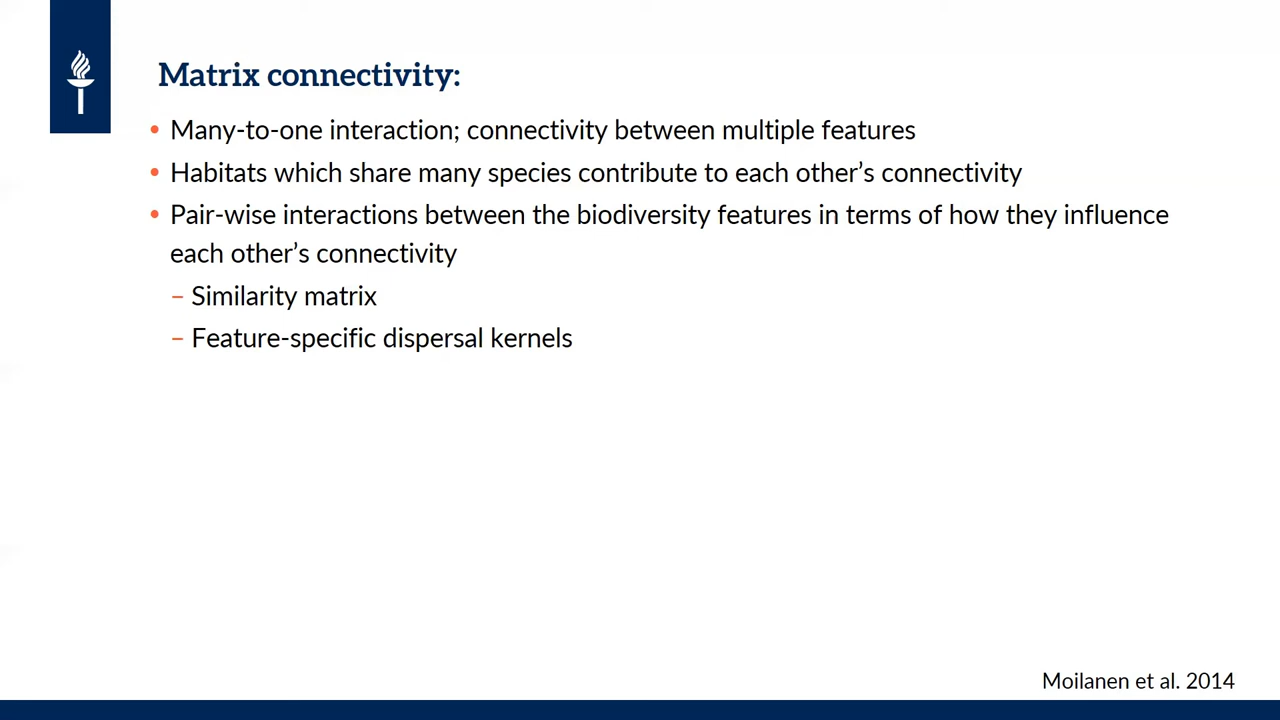 Matrix connectivity:
• Many-to-one interaction; connectivity between multiple features
• Habitats which share many species contribute to each other’s connectivity
• Pair-wise interactions between the biodiversity features in terms of how they influence
each other’s connectivity
– Similarity matrix
– Feature-specific dispersal kernels
Moilanen et al. 2014